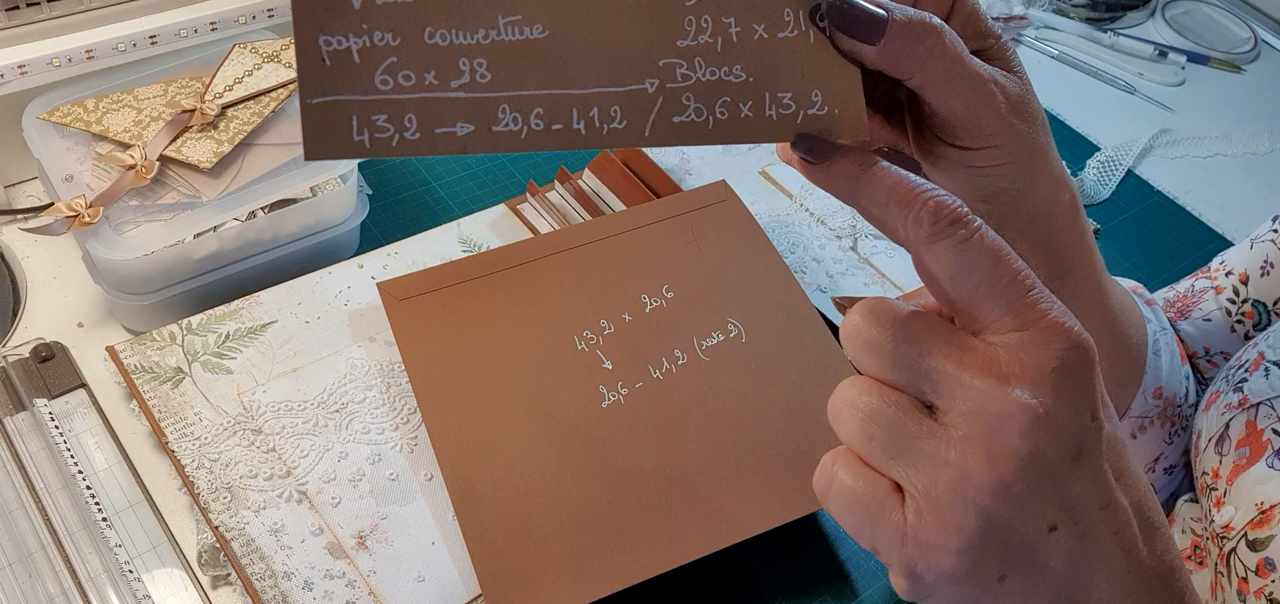 papier couverture
22,7 x 21,9
60 x 28
Blocs.
43,2 → 20,6 - 41,2 / 20,6 x 43,2.
43,2 x 20,6
↓
20,6 - 41,2 (reste 2)